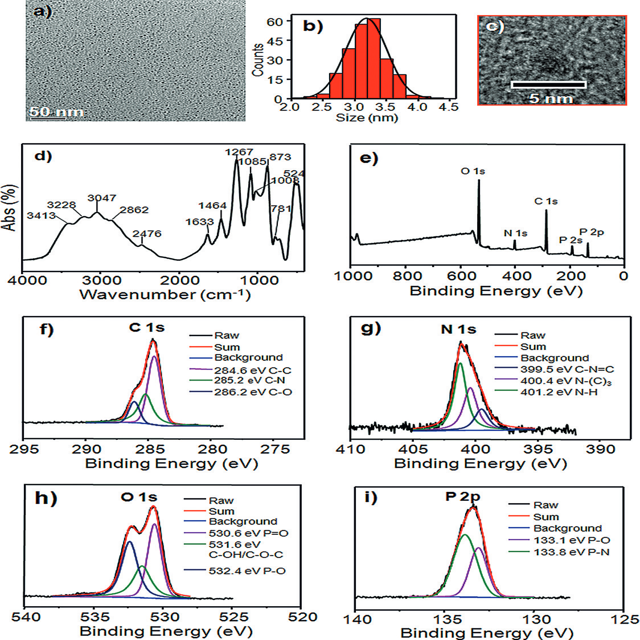 a)
50 nm
b)
Counts
60
45
30
15
0
2.0 2.5 3.0 3.5 4.0 4.5
Size (nm)
c)
5 nm
d)
Abs (%)
3413
3228
3047
2862
2476
1633
1464
1267
1085
1008
873
781
524
4000 3000 2000 1000
Wavenumber (cm-1)
e)
O 1s
N 1s
C 1s
P 2s
P 2p
1000 800 600 400 200 0
Binding Energy (eV)
f)
C 1s
Raw
Sum
Background
284.6 eV C-C
285.2 eV C-N
286.2 eV C-O
295 290 285 280
Binding Energy (eV)
g)
N 1s
Raw
Sum
Background
399.5 eV C-N=C
400.4 eV N-(C)3
401.2 eV N-H
410 405 400 395 390
Binding Energy (eV)
h)
O 1s
Raw
Sum
Background
530.6 eV P=O
531.6 eV
C-OH/C-O-C
532.4 eV P-O
540 535 530 525 520
Binding Energy (eV)
i)
P 2p
Raw
Sum
Background
133.1 eV P-O
133.8 eV P-N
140 135 130 125
Binding Energy (eV)